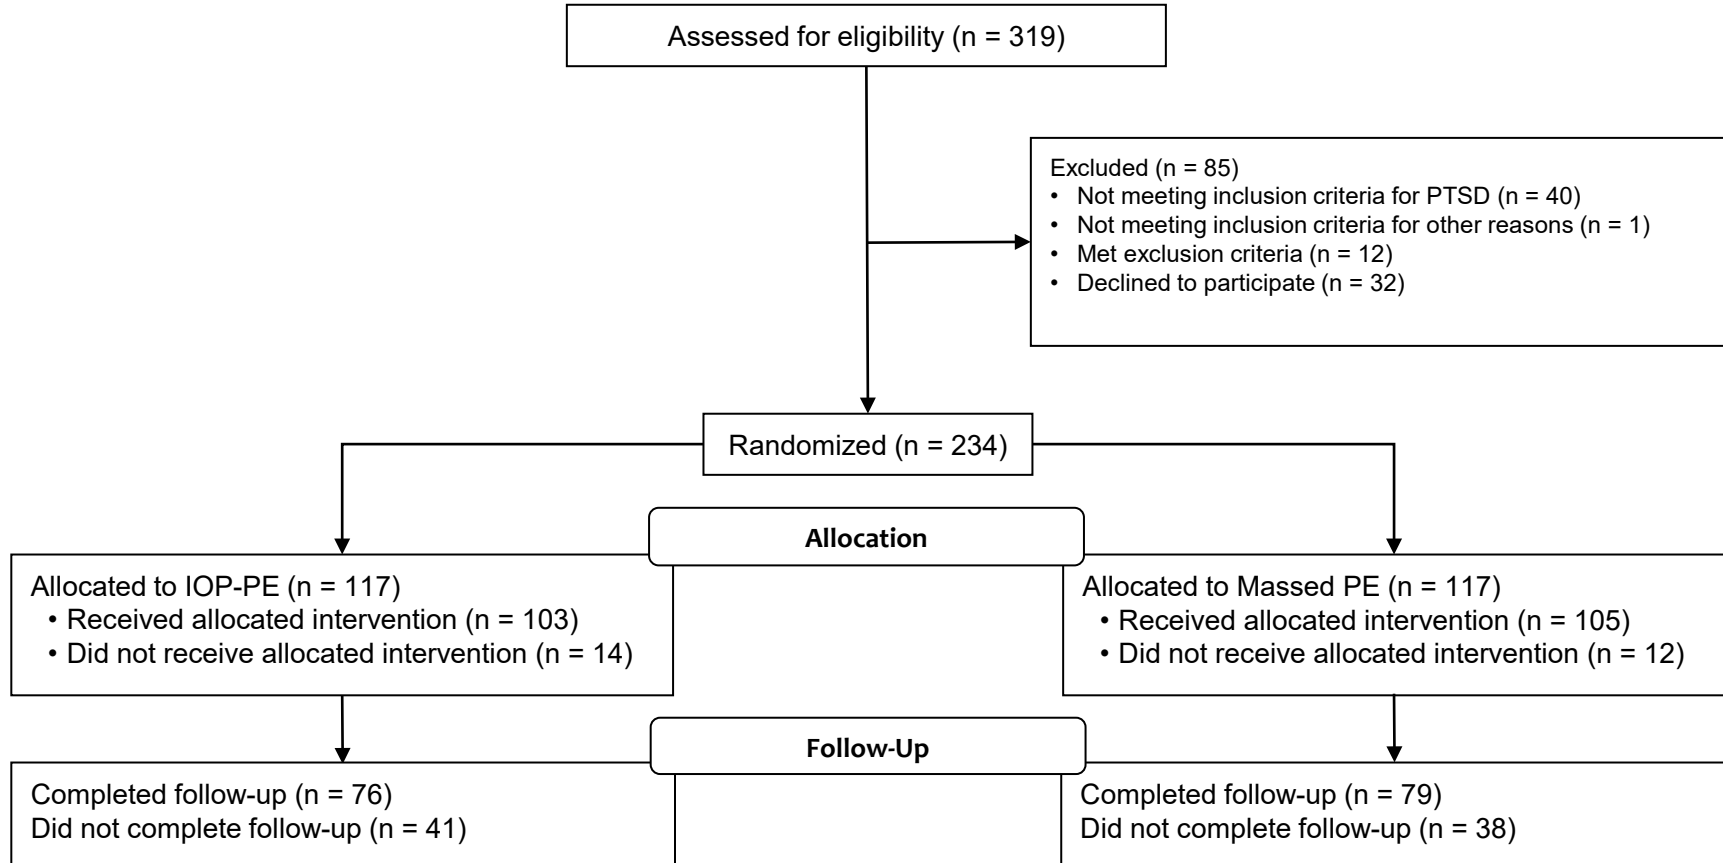 Assessed for eligibility (n = 319)
Excluded (n = 85)
• Not meeting inclusion criteria for PTSD (n = 40)
• Not meeting inclusion criteria for other reasons (n = 1)
• Met exclusion criteria (n = 12)
• Declined to participate (n = 32)
Randomized (n = 234)
Allocation
Allocated to IOP-PE (n = 117)
• Received allocated intervention (n = 103)
• Did not receive allocated intervention (n = 14)
Allocated to Massed PE (n = 117)
• Received allocated intervention (n = 105)
• Did not receive allocated intervention (n = 12)
Follow-Up
Completed follow-up (n = 76)
Did not complete follow-up (n = 41)
Completed follow-up (n = 79)
Did not complete follow-up (n = 38)